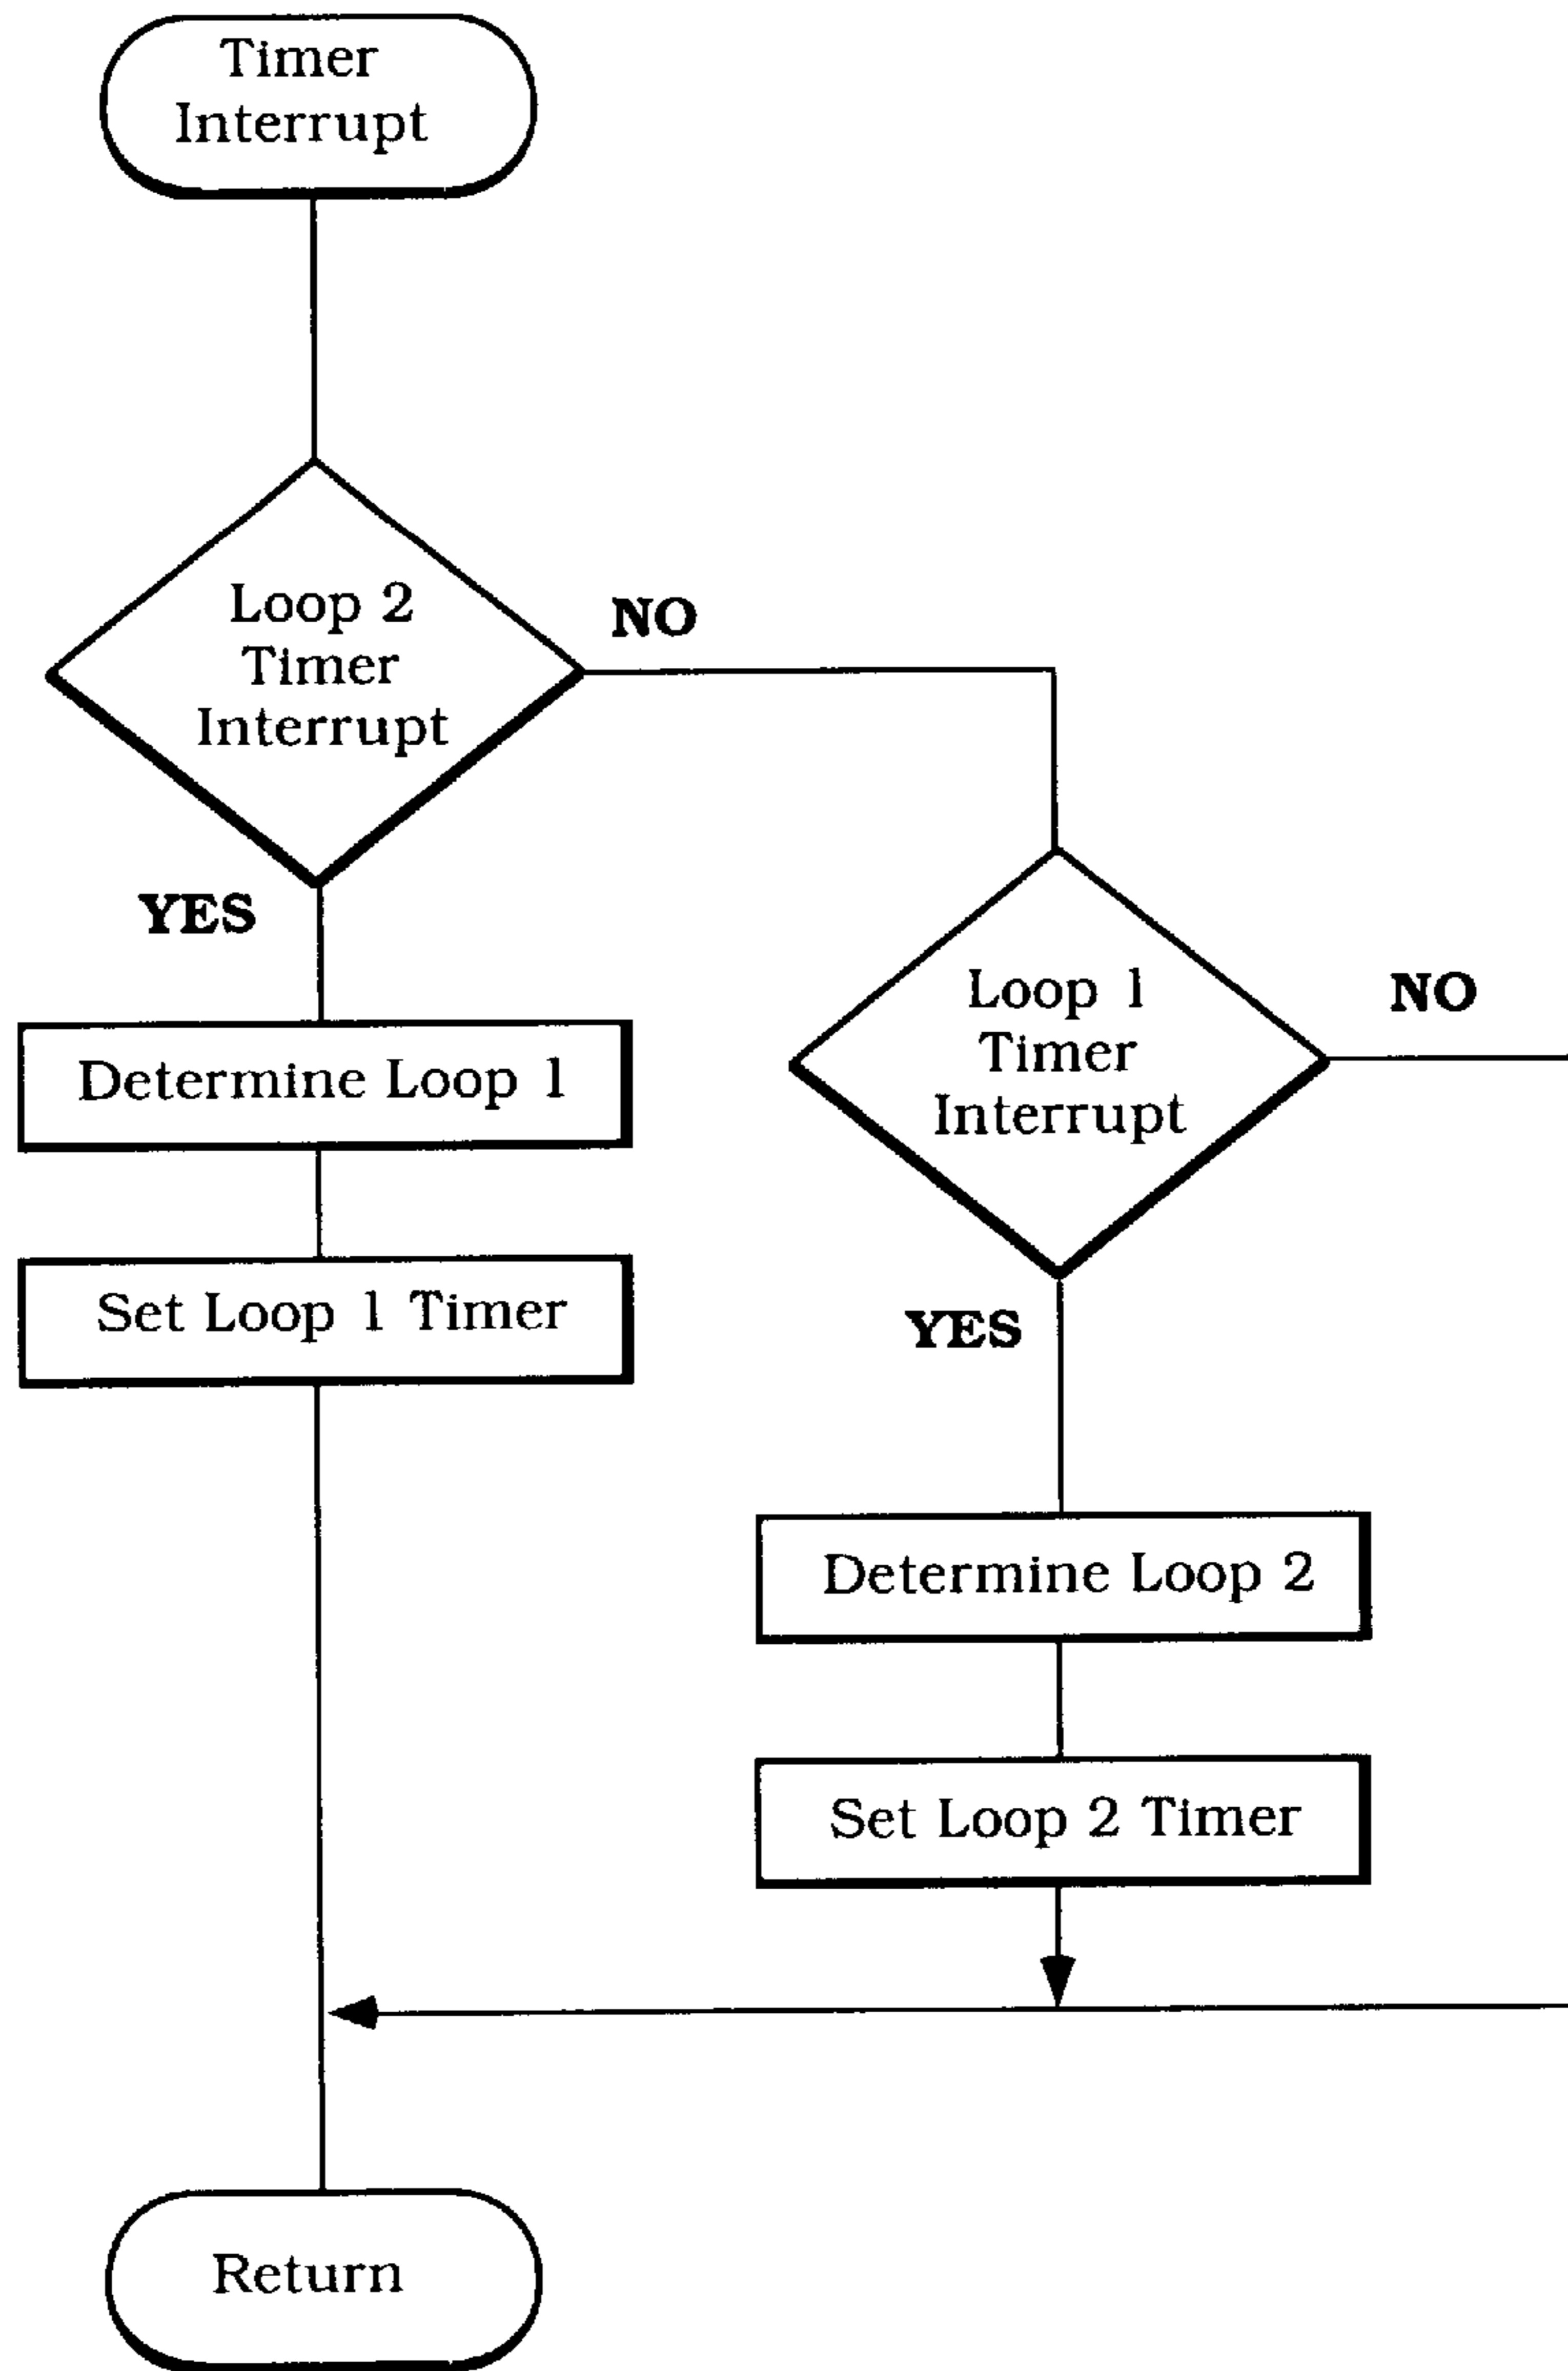 Timer
Interrupt
Loop 2
Timer
Interrupt
NO
YES
Determine Loop 1
Set Loop 1 Timer
Loop 1
Timer
Interrupt
NO
YES
Determine Loop 2
Set Loop 2 Timer
Return